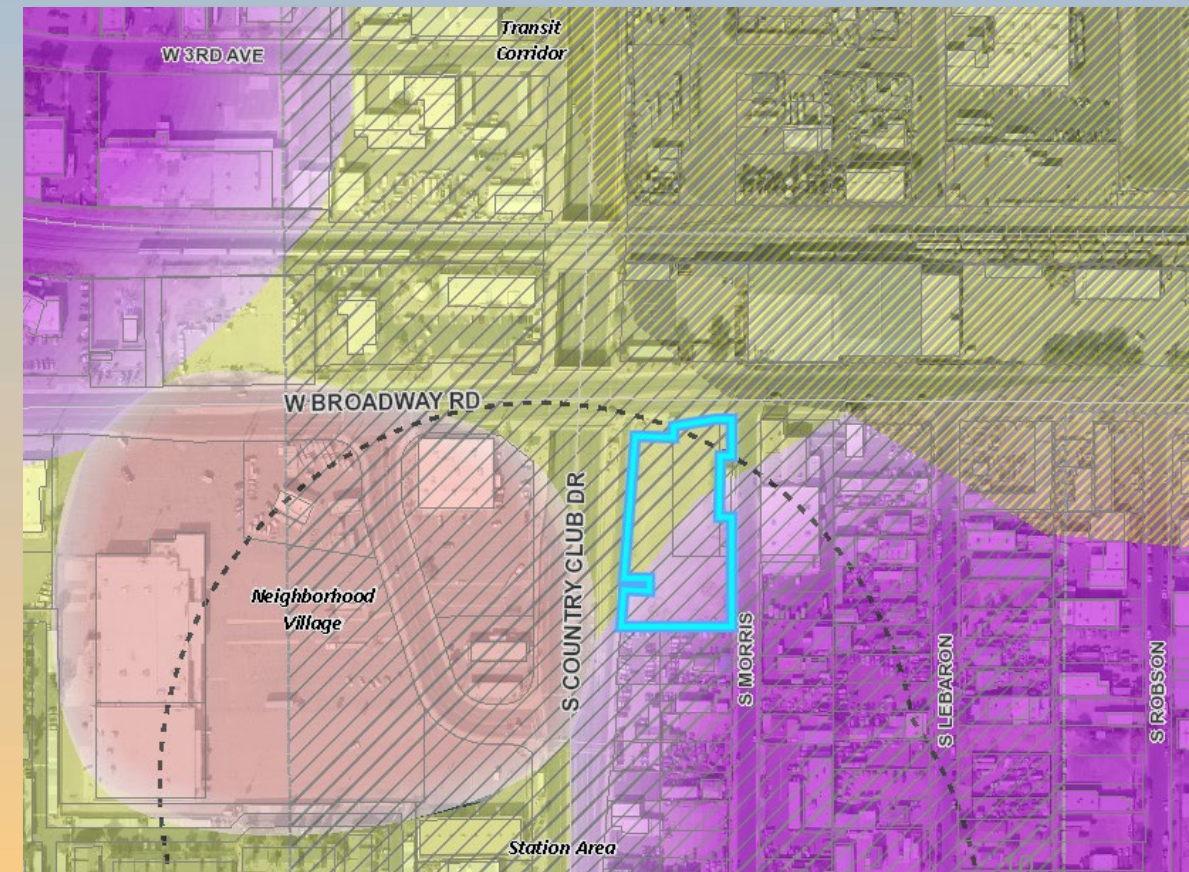 Transit
Corridor
W 3RD AVE
W BROADWAY RD
S COUNTRY CLUB DR
Neighborhood
Village
S MORRIS
S LEBARON
S ROBSON
Station Area